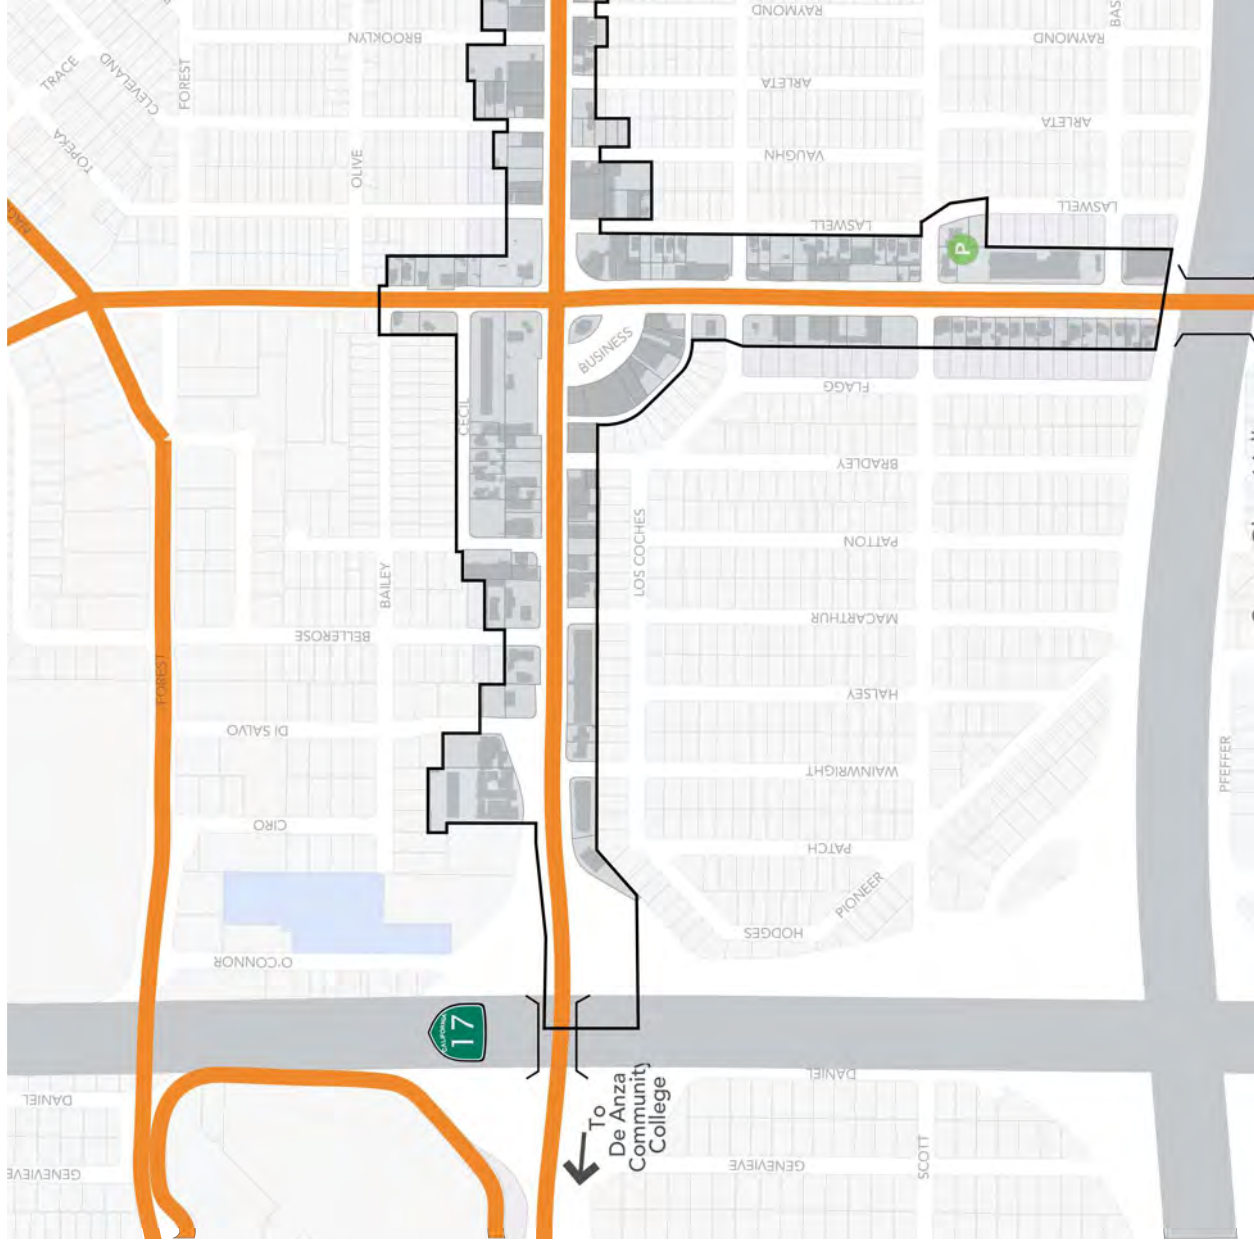 RAYMOND
BAS
BROOKLYN
RAYMOND
TRACE
CLEVELAND
FOREST
ARLETA
ARLETA
TOPEKA
OLIVE
VAUGHN
LASWELL
LASWELL
P
BUSINESS
FLAGG
CECIL
BRADLEY
LOS COCHES
PATTON
BAILEY
MACARTHUR
BELLEROSE
FOREST
HALSEY
DI SALVO
WAINWRIGHT
PFEFFER
CIRO
PATCH
PIONEER
HODGES
O'CONNOR
CALIFORNIA
17
DANIEL
DANIEL
To
De Anza
Community
College
GENEVIEVE
GENEVIEVE
SCOTT